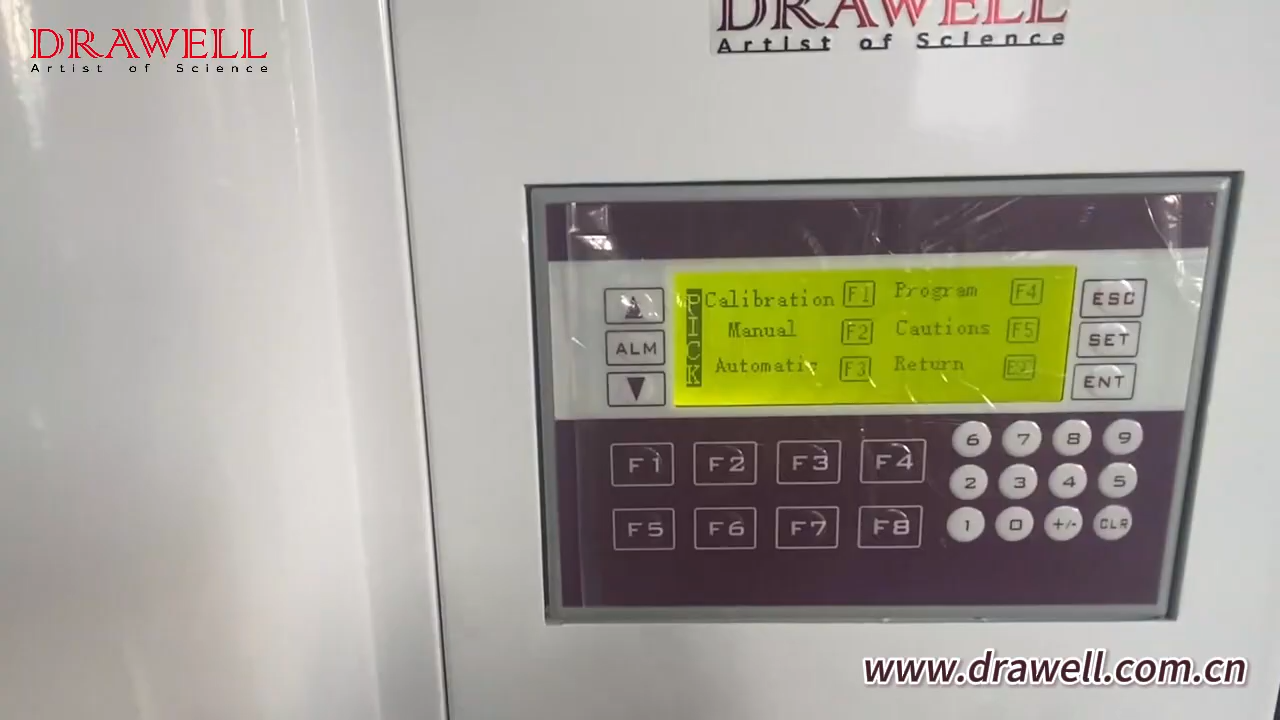 DRAWELL
Artist of Science
DRAWELL
Artist of Science
PICK
Calibration F1 Program F4
Manual F2 Cautions F5
Automatic F3 Return
ALM
ESC
SET
ENT
F1 F2 F3 F4
F5 F6 F7 F8
6 7 8 9
2 3 4 5
1 0 +/- CLR
www.drawell.com.cn